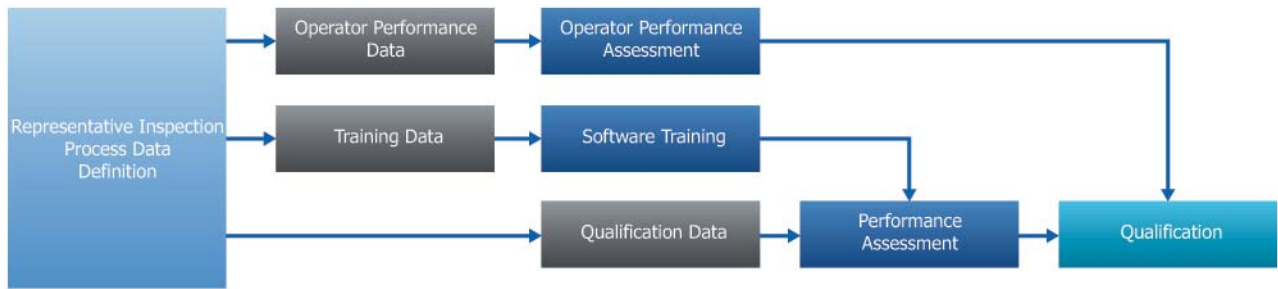 Representative Inspection
Process Data
Definition
Operator Performance
Data
Operator Performance
Assessment
Training Data
Software Training
Qualification Data
Performance
Assessment
Qualification